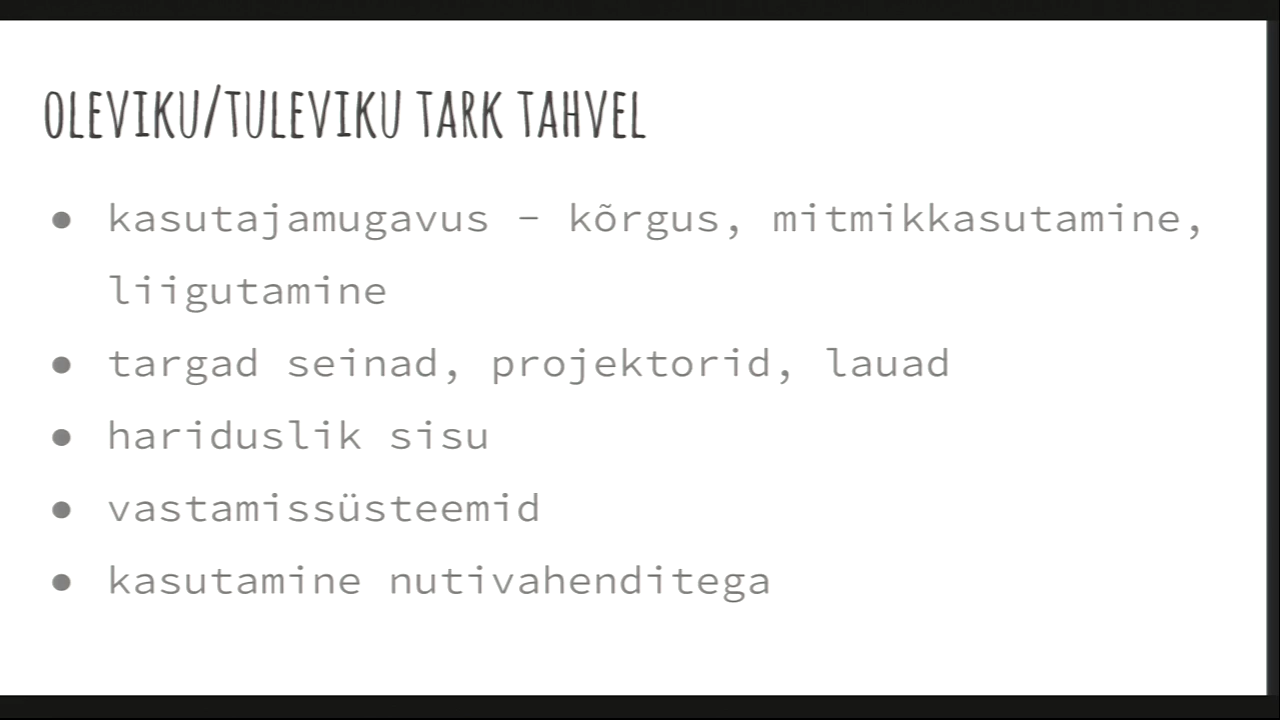 OLEVIKU/TULEVIKU TARK TAHVEL
● kasutajamugavus - kõrgus, mitmikkasutamine,
liigutamine
● targad seinad, projektorid, lauad
● hariduslik sisu
● vastamissüsteemid
● kasutamine nutivahenditega